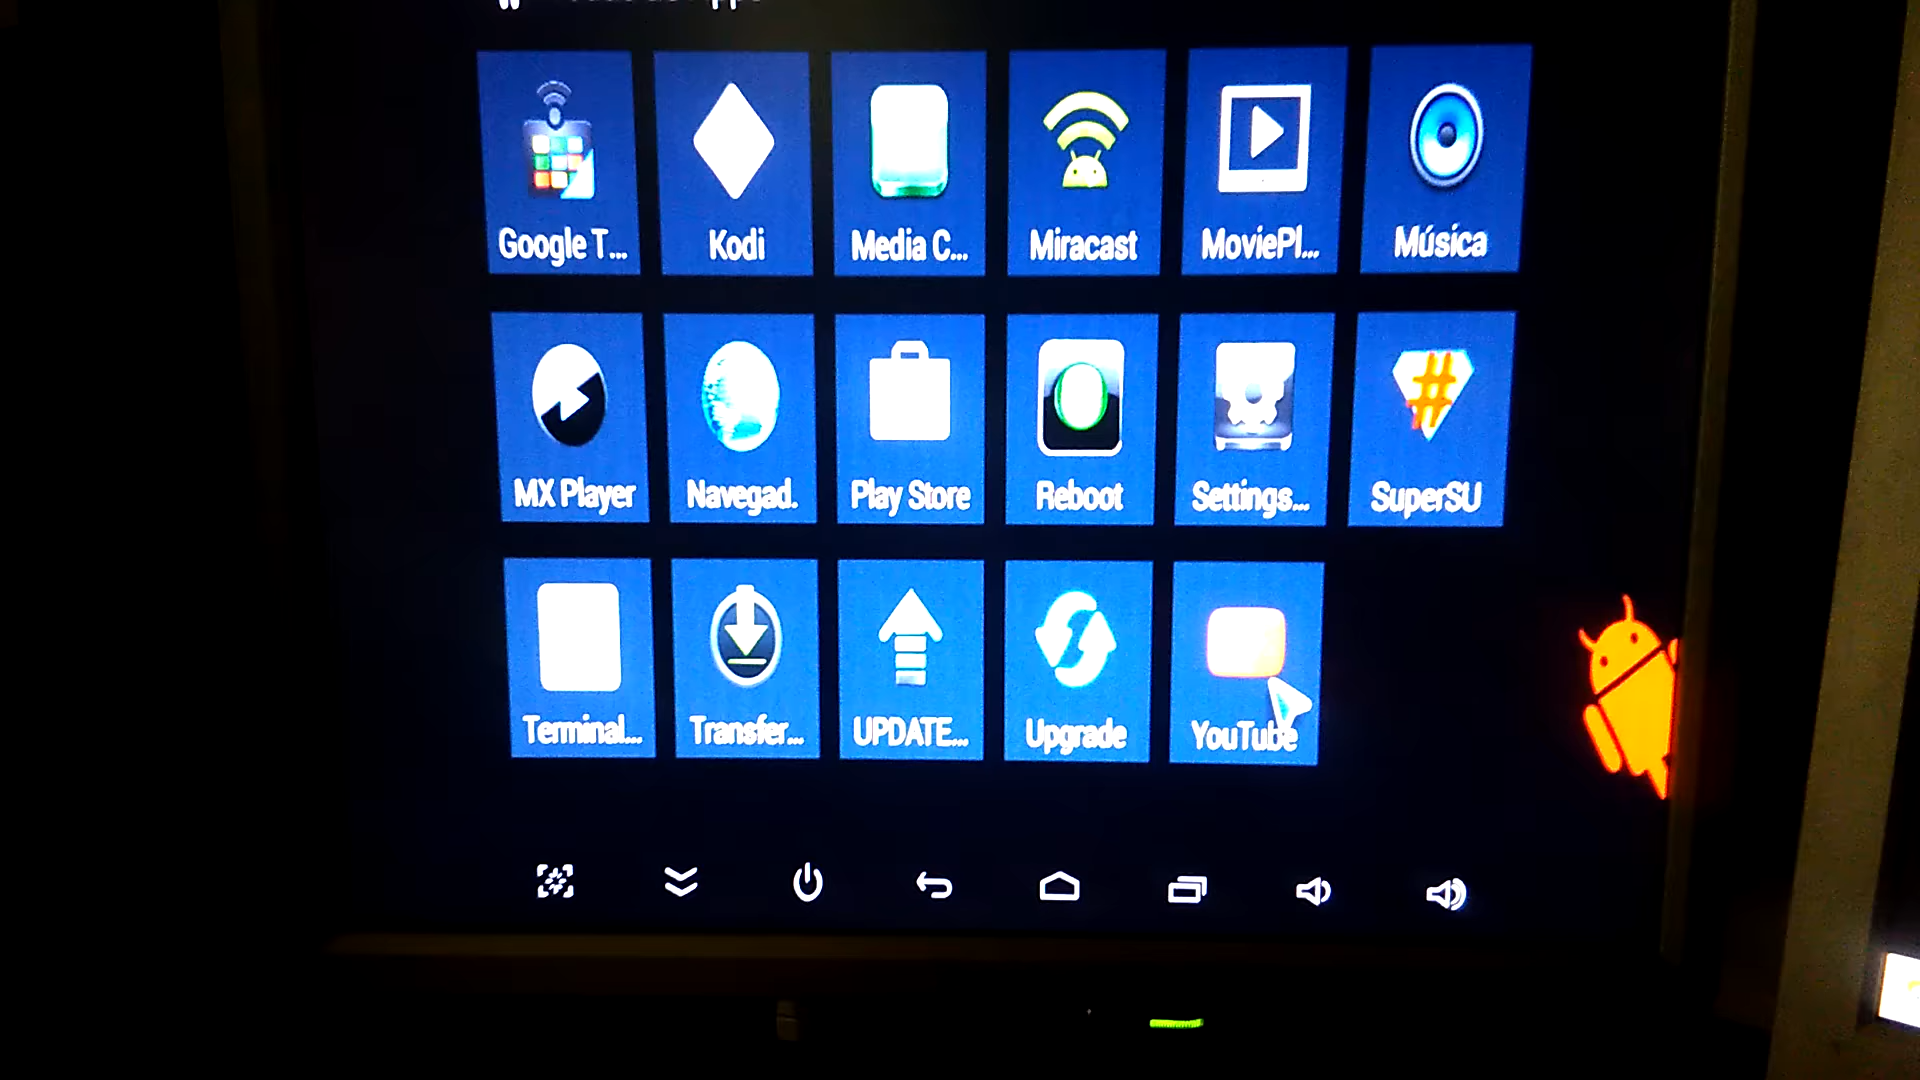 Google T...
Kodi
Media C...
Miracast
MoviePl...
Música
MX Player
Navegad.
Play Store
Reboot
Settings...
SuperSU
Terminal...
Transfer...
UPDATE...
Upgrade
YouTube